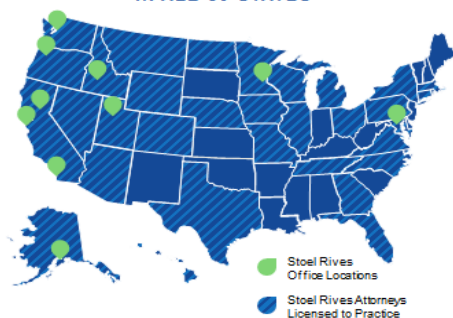 Stoel Rives
Office Locations
Stoel Rives Attorneys
Licensed to Practice